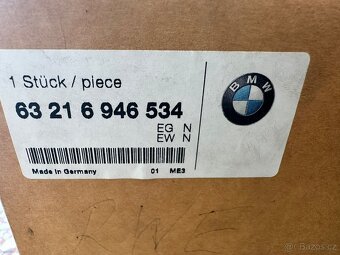 BMW
1 Stück / piece
63 21 6 946 534
EG N
EW N
Made in Germany 01 ME3